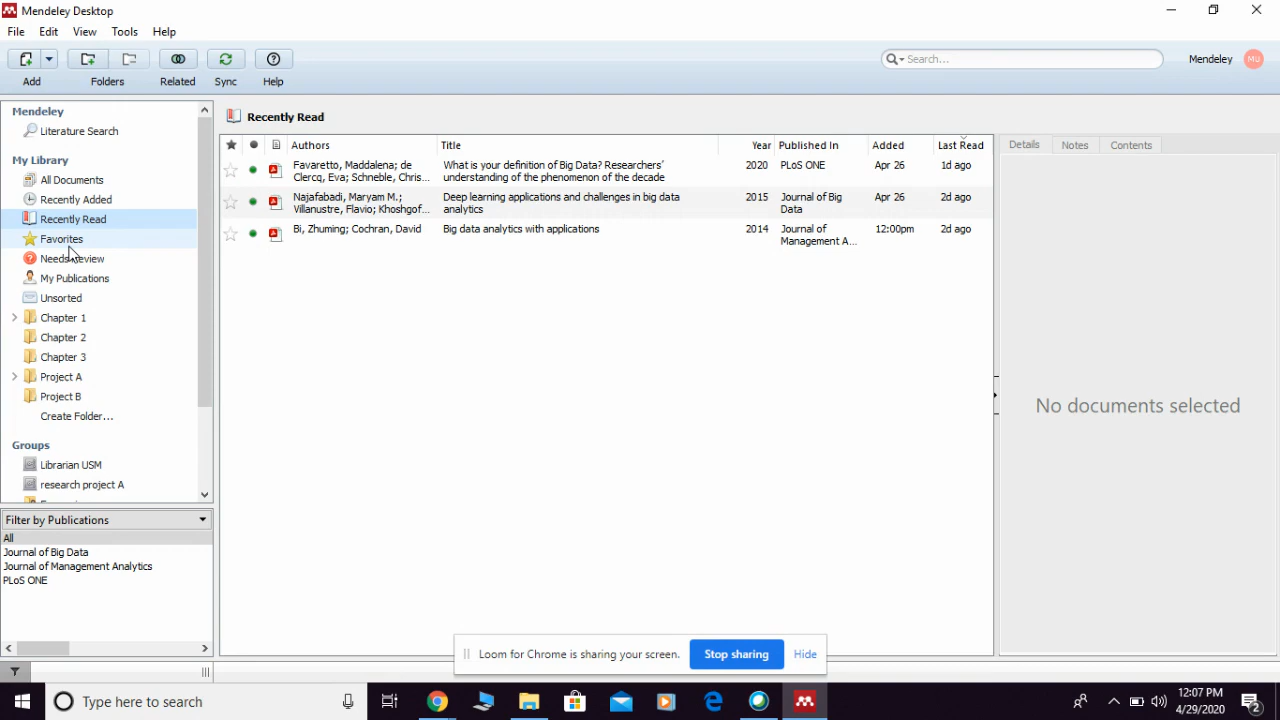 Mendeley Desktop
File Edit View Tools Help
Add Folders Related Sync Help
Search... Mendeley MU
Mendeley
Literature Search
My Library
All Documents
Recently Added
Recently Read
Favorites
Needs Review
My Publications
Unsorted
Chapter 1
Chapter 2
Chapter 3
Project A
Project B
Create Folder...
Groups
Librarian USM
research project A
Filter by Publications
All
Journal of Big Data
Journal of Management Analytics
PLoS ONE
Recently Read
Authors Title Year Published In Added Last Read
Favaretto, Maddalena; de What is your definition of Big Data? Researchers' 2020 PLoS ONE Apr 26 1d ago
Clercq, Eva; Schneble, Chris... understanding of the phenomenon of the decade
Najafabadi, Maryam M.; Deep learning applications and challenges in big data 2015 Journal of Big Apr 26 2d ago
Villanustre, Flavio; Khoshgof... analytics Data
Bi, Zhuming; Cochran, David Big data analytics with applications 2014 Journal of 12:00pm 2d ago
Management A...
Details Notes Contents
No documents selected
Loom for Chrome is sharing your screen. Stop sharing Hide
Type here to search
12:07 PM
4/29/2020
2